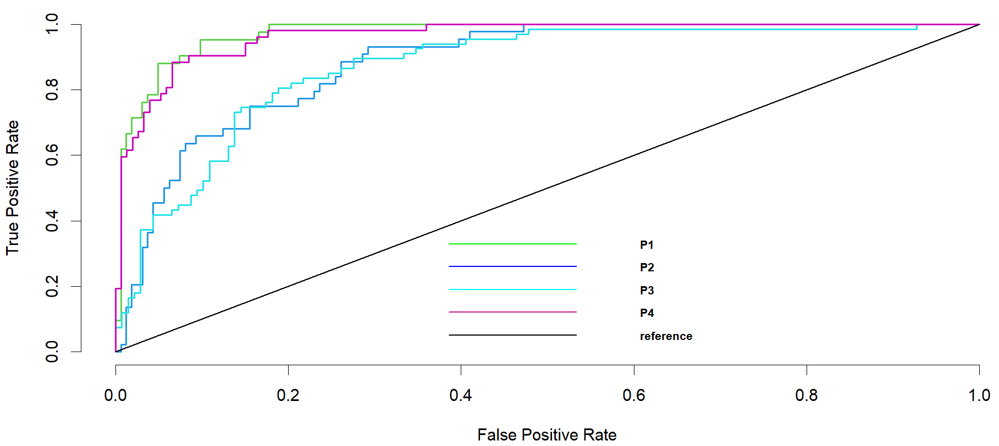 True Positive Rate
1.0
0.8
0.6
0.4
0.2
0.0
P1
P2
P3
P4
reference
0.0 0.2 0.4 0.6 0.8 1.0
False Positive Rate